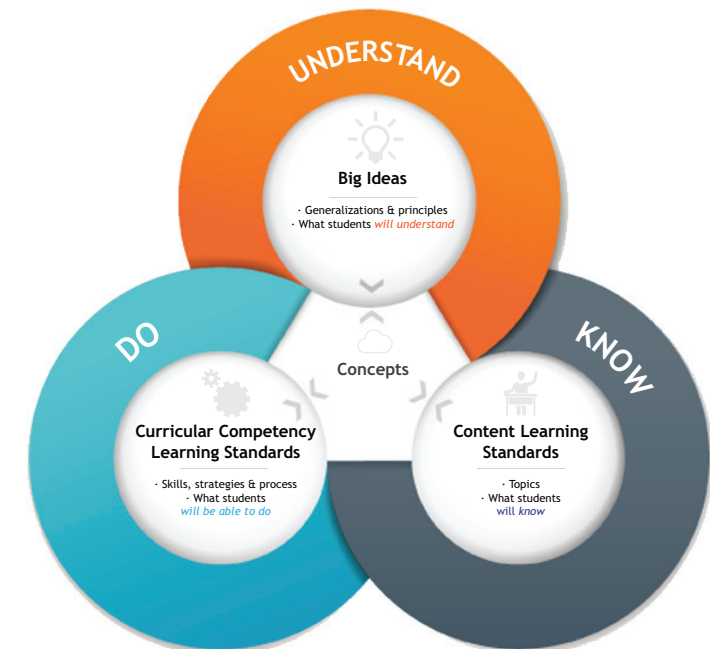 UNDERSTAND
Big Ideas
· Generalizations & principles
· What students will understand
DO
KNOW
Concepts
Curricular Competency
Learning Standards
· Skills, strategies & process
· What students
will be able to do
Content Learning
Standards
· Topics
· What students
will know